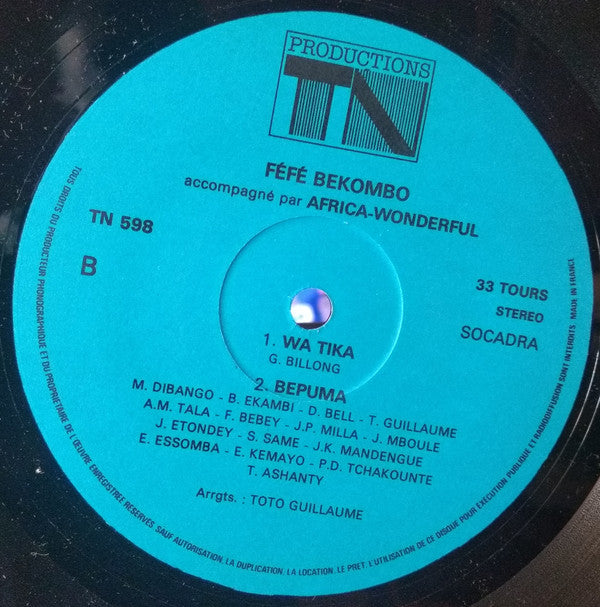 PRODUCTIONS
TN
FÉFÉ BEKOMBO
accompagné par AFRICA-WONDERFUL
TN 598
B
33 TOURS
STEREO
SOCADRA
1. WA TIKA
G. BILLONG
2. BEPUMA
M. DIBANGO - B. EKAMBI - D. BELL - T. GUILLAUME
A.M. TALA - F. BEBEY - J.P. MILLA - J. MBOULE
J. ETONDEY - S. SAME - J.K. MANDENGUE
E. ESSOMBA - E. KEMAYO - P.D. TCHAKOUNTE
T. ASHANTY
Arrgts. : TOTO GUILLAUME
TOUS DROITS DU PRODUCTEUR PHONOGRAPHIQUE ET DU PROPRIETAIRE DE L'ŒUVRE ENREGISTREE RESERVES SAUF AUTORISATION. LA DUPLICATION. LA LOCATION. LE PRET. L'UTILISATION DE CE DISQUE POUR EXECUTION PUBLIQUE ET RADIODIFFUSION SONT INTERDITS. MADE IN FRANCE